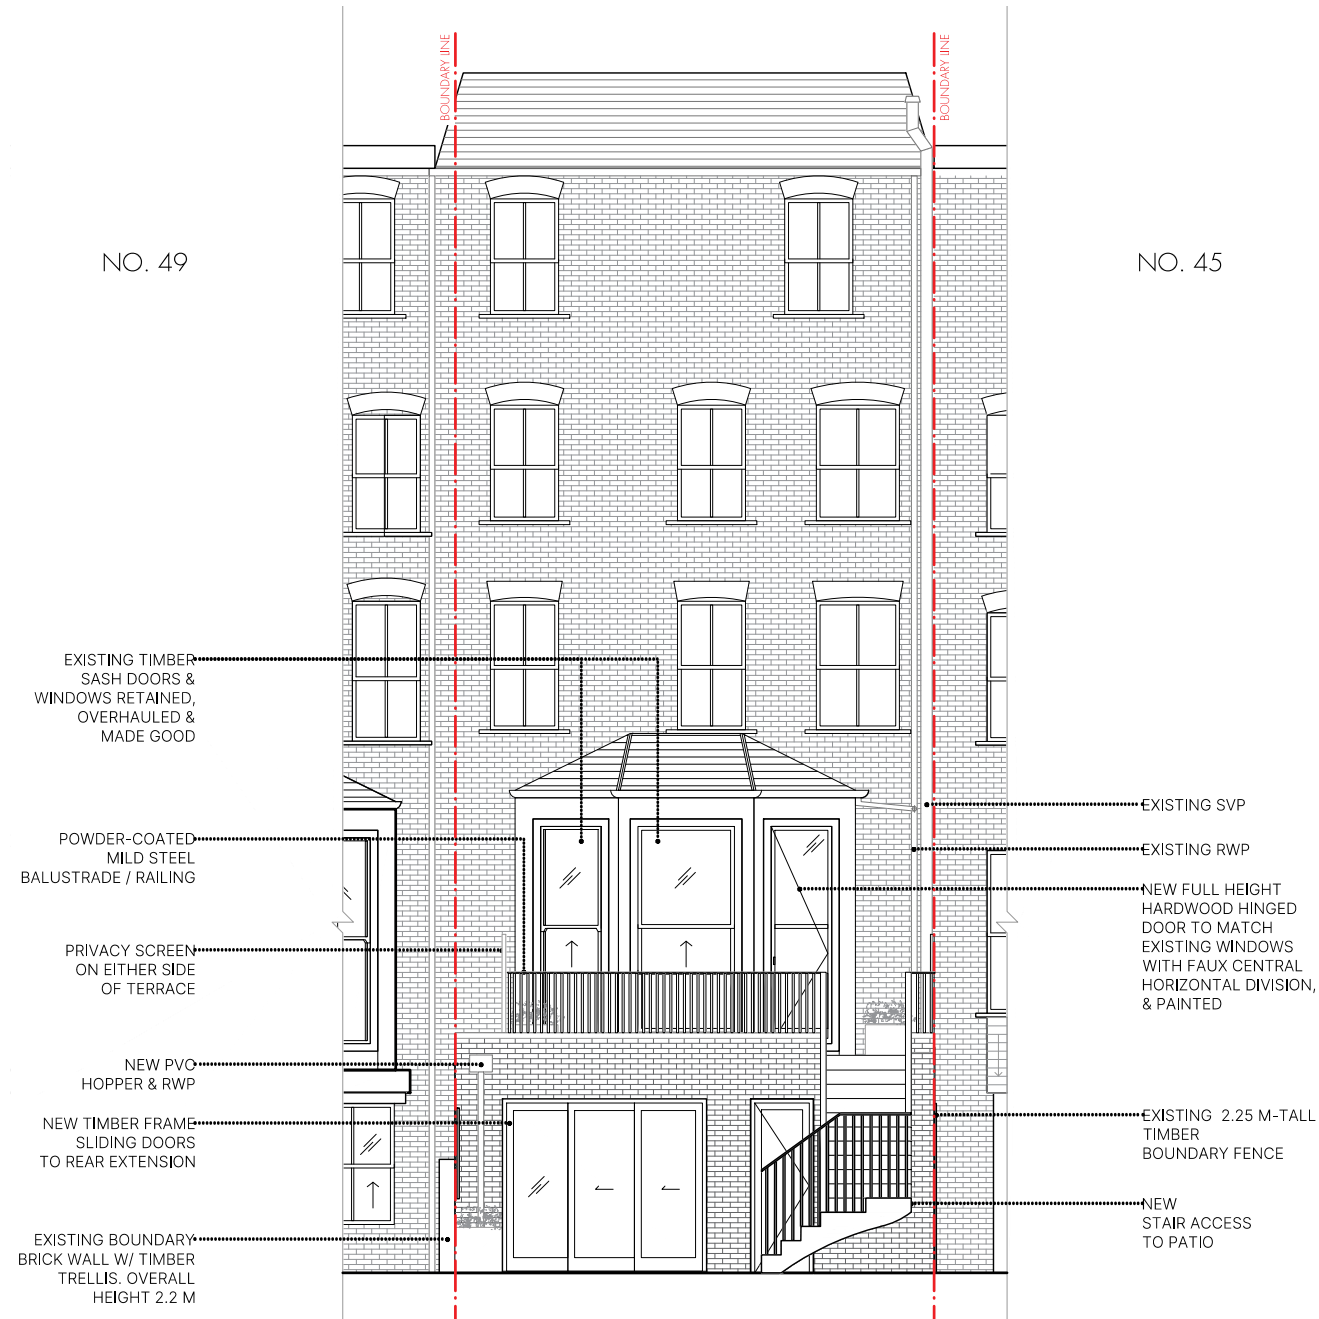 BOUNDARY LINE
BOUNDARY LINE
NO. 49
NO. 45
EXISTING TIMBER
SASH DOORS &
WINDOWS RETAINED,
OVERHAULED &
MADE GOOD
POWDER-COATED
MILD STEEL
BALUSTRADE / RAILING
PRIVACY SCREEN
ON EITHER SIDE
OF TERRACE
NEW PVC
HOPPER & RWP
NEW TIMBER FRAME
SLIDING DOORS
TO REAR EXTENSION
EXISTING BOUNDARY
BRICK WALL W/ TIMBER
TRELLIS. OVERALL
HEIGHT 2.2 M
EXISTING SVP
EXISTING RWP
NEW FULL HEIGHT
HARDWOOD HINGED
DOOR TO MATCH
EXISTING WINDOWS
WITH FAUX CENTRAL
HORIZONTAL DIVISION,
& PAINTED
EXISTING 2.25 M-TALL
TIMBER
BOUNDARY FENCE
NEW
STAIR ACCESS
TO PATIO